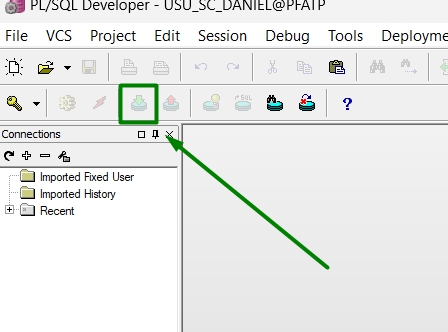 PL/SQL Developer - USU_SC_DANIEL@PFATP
File VCS Project Edit Session Debug Tools
Connections
Imported Fixed User
Imported History
Recent